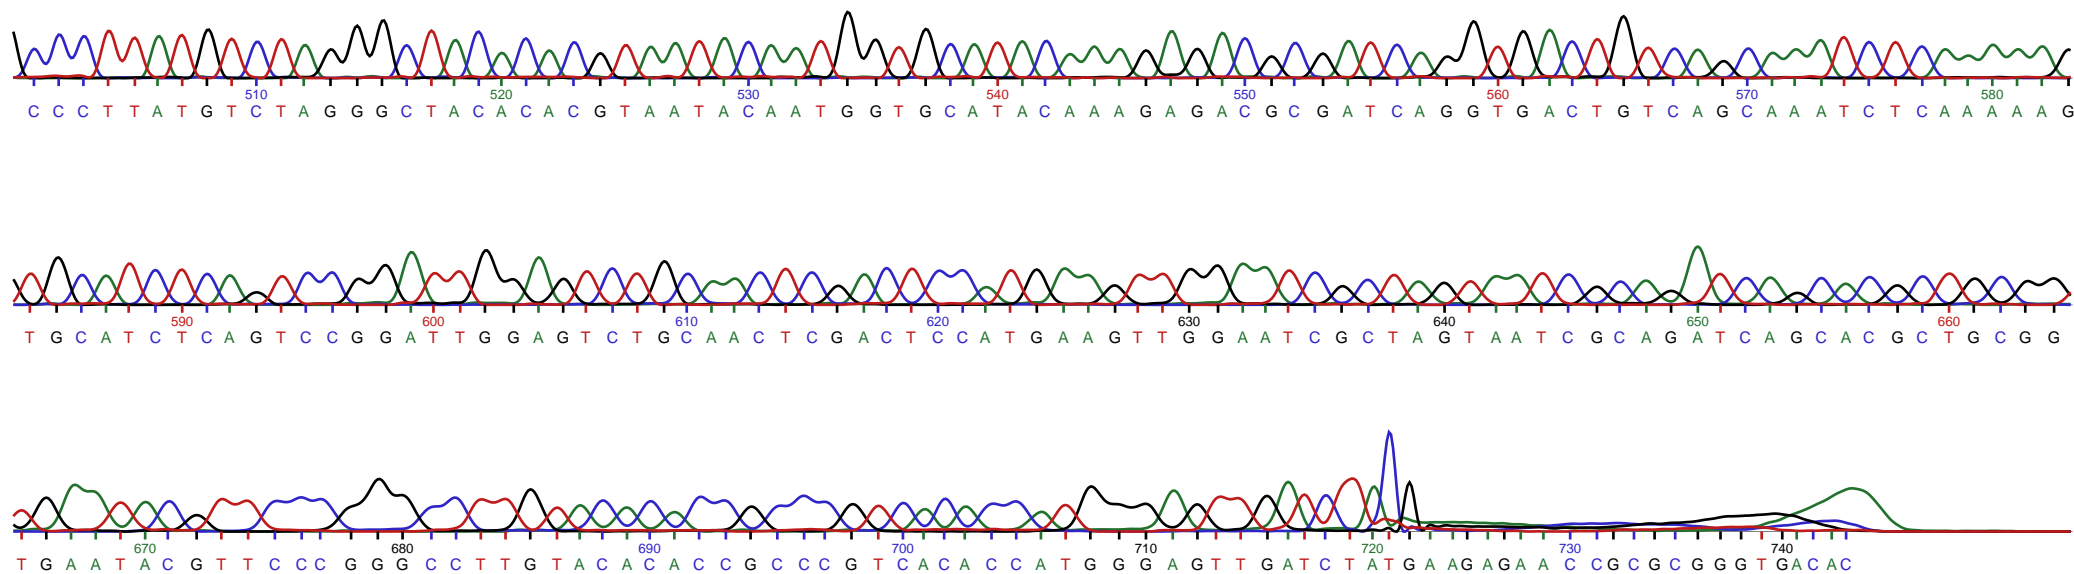 510 520 530 540 550 560 570 580
C C C T T A T G T C T A G G G C T A C A C A C G T A A T A C A A T G G T G C A T A C A A A G A G A C G C G A T C A G G T G A C T G T C A G C A A A T C T C A A A A A G
590 600 610 620 630 640 650 660
T G C A T C T C A G T C C G G A T T G G A G T C T G C A A C T C G A C T C C A T G A A G T T G G A A T C G C T A G T A A T C G C A G A T C A G C A C G C T G C G G
670 680 690 700 710 720 730 740
T G A A T A C G T T C C C G G G C C T T G T A C A C A C C G C C C G T C A C A C C A T G G G A G T T G A T C T A T G A A G A G A A C C G C G C G G G T G A C A C